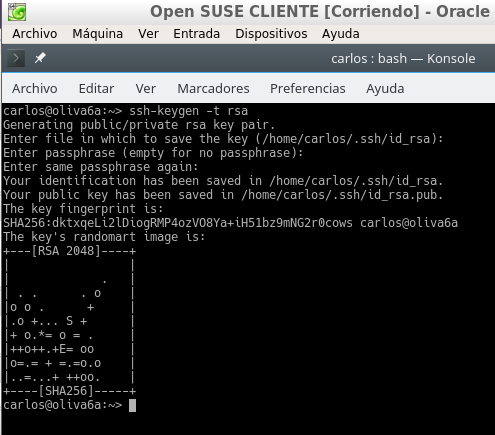 Open SUSE CLIENTE [Corriendo] - Oracle
Archivo Máquina Ver Entrada Dispositivos Ayuda
carlos : bash — Konsole
Archivo Editar Ver Marcadores Preferencias Ayuda
carlos@oliva6a:~> ssh-keygen -t rsa
Generating public/private rsa key pair.
Enter file in which to save the key (/home/carlos/.ssh/id_rsa):
Enter passphrase (empty for no passphrase):
Enter same passphrase again:
Your identification has been saved in /home/carlos/.ssh/id_rsa.
Your public key has been saved in /home/carlos/.ssh/id_rsa.pub.
The key fingerprint is:
SHA256:dktxqeLi2lDiogRMP4ozVO8Ya+iH51bz9mNG2r0cows carlos@oliva6a
The key's randomart image is:
+---[RSA 2048]----+
|                 |
|             .   |
| . .      . o    |
|o o .      +     |
|.o +... S +      |
|+ o.*= o = .     |
|++o++.+E= oo     |
|o=.= + =.=o.o    |
|..=...+ ++oo.    |
+----[SHA256]-----+
carlos@oliva6a:~>